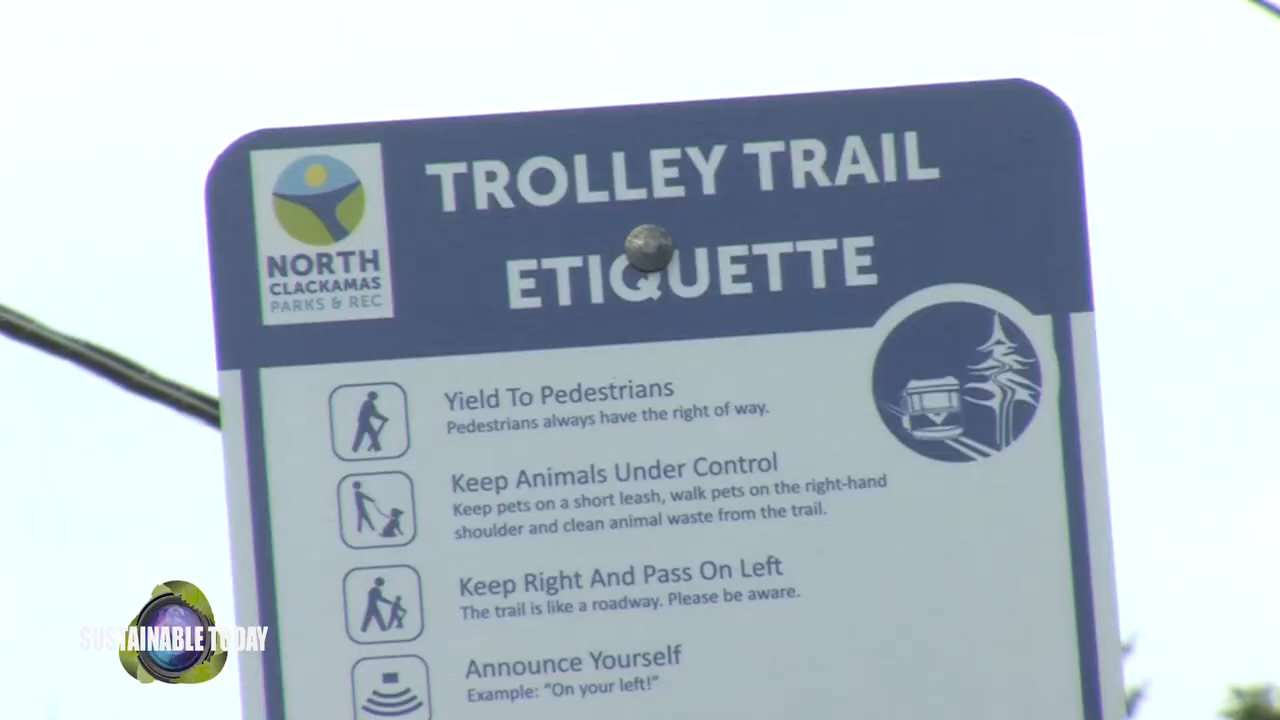 TROLLEY TRAIL
ETIQUETTE
NORTH
CLACKAMAS
PARKS & REC
Yield To Pedestrians
Pedestrians always have the right of way.
Keep Animals Under Control
Keep pets on a short leash, walk pets on the right-hand
shoulder and clean animal waste from the trail.
Keep Right And Pass On Left
The trail is like a roadway. Please be aware.
Announce Yourself
Example: "On your left!"
SUSTAINABLE TODAY